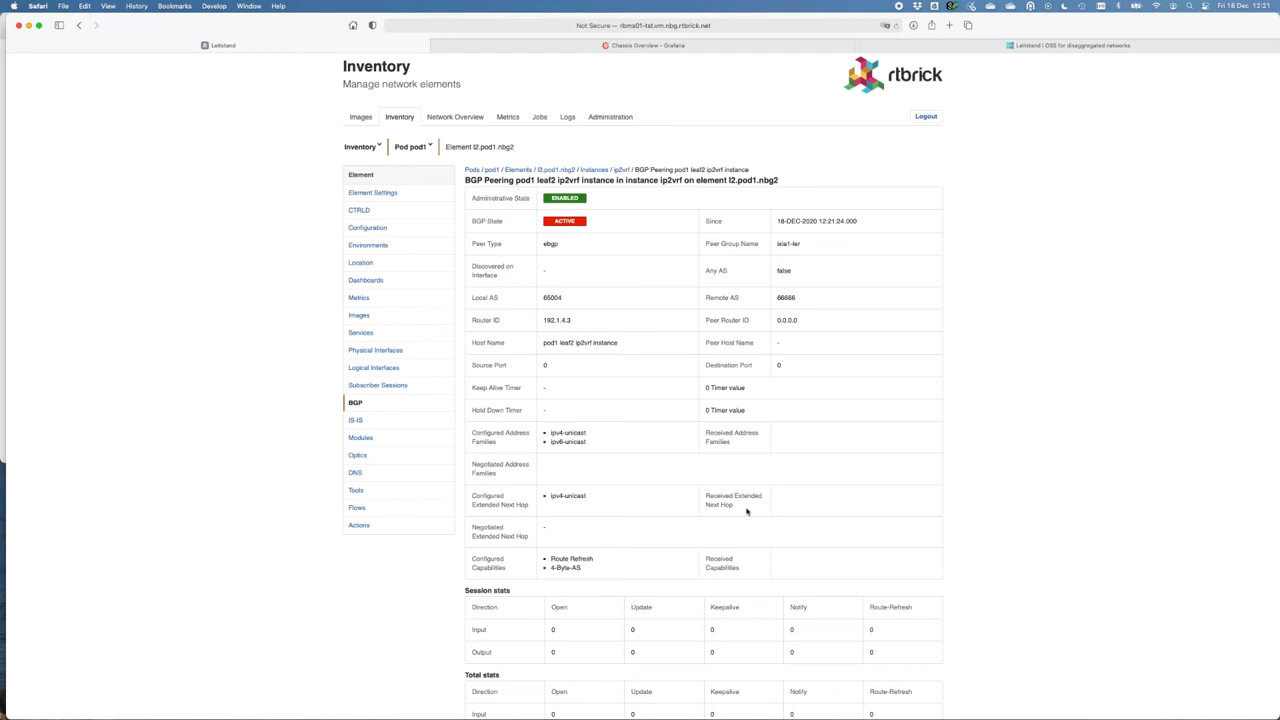 Safari File Edit View History Bookmarks Develop Window Help Fri 18 Dec 12:21
Not Secure — rbms01-tst.vm.nbg.rtbrick.net
Leitstand Chassis Overview - Grafana Leitstand | OSS for disaggregated networks
Inventory
Manage network elements
rtbrick
Images Inventory Network Overview Metrics Jobs Logs Administration Logout
Inventory Pod pod1 Element l2.pod1.nbg2
Element
Element Settings
CTRLD
Configuration
Environments
Location
Dashboards
Metrics
Images
Services
Physical Interfaces
Logical Interfaces
Subscriber Sessions
BGP
IS-IS
Modules
Optics
DNS
Tools
Flows
Actions
Pods / pod1 / Elements / l2.pod1.nbg2 / Instances / ip2vrf / BGP Peering pod1 leaf2 ip2vrf instance
BGP Peering pod1 leaf2 ip2vrf instance in instance ip2vrf on element l2.pod1.nbg2
Administrative State ENABLED
BGP State ACTIVE Since 18-DEC-2020 12:21:24.000
Peer Type ebgp Peer Group Name ixia1-ler
Discovered on
Interface - Any AS false
Local AS 65004 Remote AS 66666
Router ID 192.1.4.3 Peer Router ID 0.0.0.0
Host Name pod1 leaf2 ip2vrf instance Peer Host Name -
Source Port 0 Destination Port 0
Keep Alive Timer - 0 Timer value
Hold Down Timer - 0 Timer value
Configured Address • ipv4-unicast Received Address
Families • ipv6-unicast Families
Negotiated Address
Families
Configured • ipv4-unicast Received Extended
Extended Next Hop Next Hop
Negotiated -
Extended Next Hop
Configured • Route Refresh Received
Capabilities • 4-Byte-AS Capabilities
Session stats
Direction Open Update Keepalive Notify Route-Refresh
Input 0 0 0 0 0
Output 0 0 0 0 0
Total stats
Direction Open Update Keepalive Notify Route-Refresh
Input 0 0 0 0 0